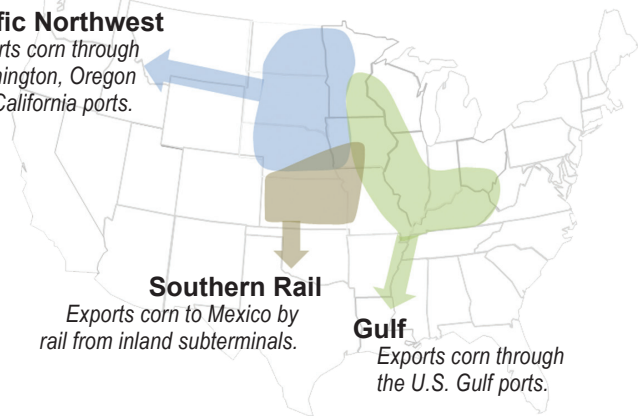 fic Northwest
rts corn through
hington, Oregon
California ports.
Southern Rail
Exports corn to Mexico by
rail from inland subterminals.
Gulf
Exports corn through
the U.S. Gulf ports.